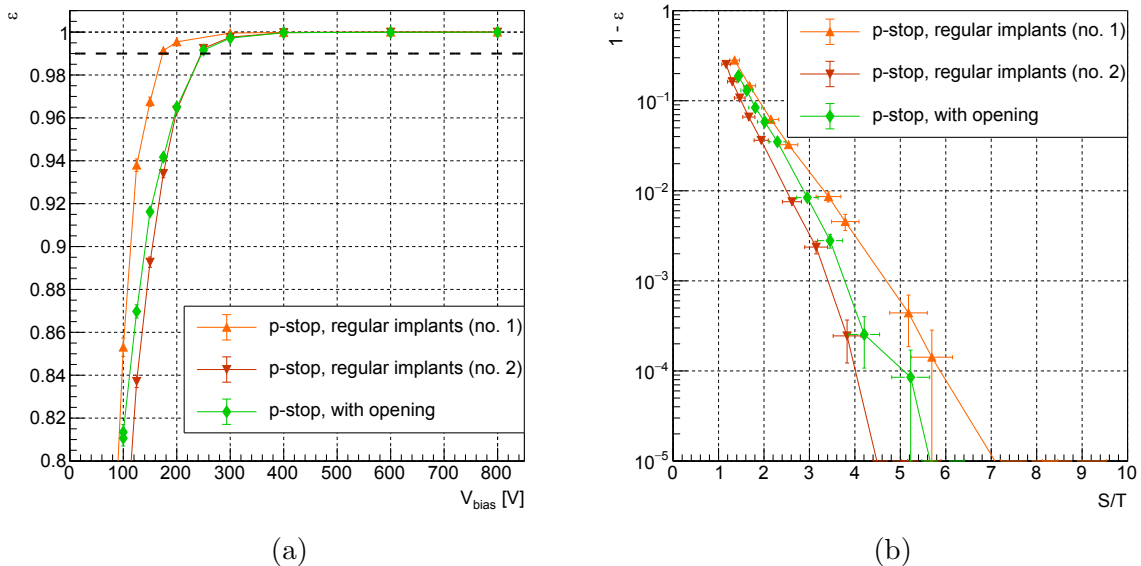 ε
1
0.98
0.96
0.94
0.92
0.9
0.88
0.86
0.84
0.82
0.8
0 100 200 300 400 500 600 700 800
V_bias [V]
p-stop, regular implants (no. 1)
p-stop, regular implants (no. 2)
p-stop, with opening
(a)
1 - ε
1
10⁻¹
10⁻²
10⁻³
10⁻⁴
10⁻⁵
0 1 2 3 4 5 6 7 8 9 10
S/T
p-stop, regular implants (no. 1)
p-stop, regular implants (no. 2)
p-stop, with opening
(b)